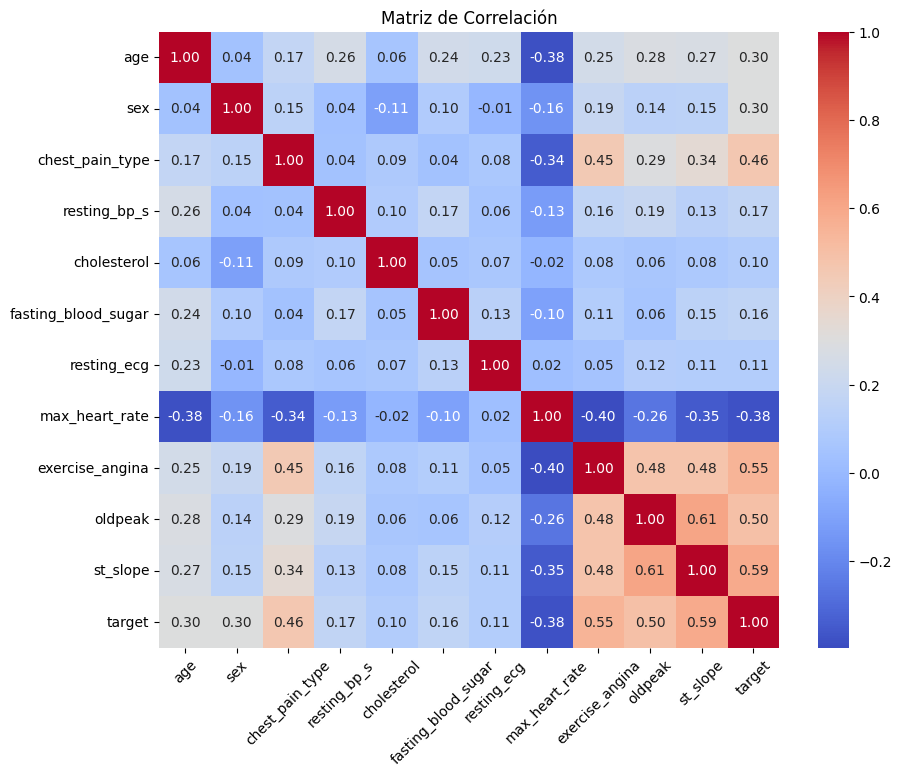 Matriz de Correlación
age 1.00 0.04 0.17 0.26 0.06 0.24 0.23 -0.38 0.25 0.28 0.27 0.30
sex 0.04 1.00 0.15 0.04 -0.11 0.10 -0.01 -0.16 0.19 0.14 0.15 0.30
chest_pain_type 0.17 0.15 1.00 0.04 0.09 0.04 0.08 -0.34 0.45 0.29 0.34 0.46
resting_bp_s 0.26 0.04 0.04 1.00 0.10 0.17 0.06 -0.13 0.16 0.19 0.13 0.17
cholesterol 0.06 -0.11 0.09 0.10 1.00 0.05 0.07 -0.02 0.08 0.06 0.08 0.10
fasting_blood_sugar 0.24 0.10 0.04 0.17 0.05 1.00 0.13 -0.10 0.11 0.06 0.15 0.16
resting_ecg 0.23 -0.01 0.08 0.06 0.07 0.13 1.00 0.02 0.05 0.12 0.11 0.11
max_heart_rate -0.38 -0.16 -0.34 -0.13 -0.02 -0.10 0.02 1.00 -0.40 -0.26 -0.35 -0.38
exercise_angina 0.25 0.19 0.45 0.16 0.08 0.11 0.05 -0.40 1.00 0.48 0.48 0.55
oldpeak 0.28 0.14 0.29 0.19 0.06 0.06 0.12 -0.26 0.48 1.00 0.61 0.50
st_slope 0.27 0.15 0.34 0.13 0.08 0.15 0.11 -0.35 0.48 0.61 1.00 0.59
target 0.30 0.30 0.46 0.17 0.10 0.16 0.11 -0.38 0.55 0.50 0.59 1.00
age
sex
chest_pain_type
resting_bp_s
cholesterol
fasting_blood_sugar
resting_ecg
max_heart_rate
exercise_angina
oldpeak
st_slope
target
1.0
0.8
0.6
0.4
0.2
0.0
−0.2